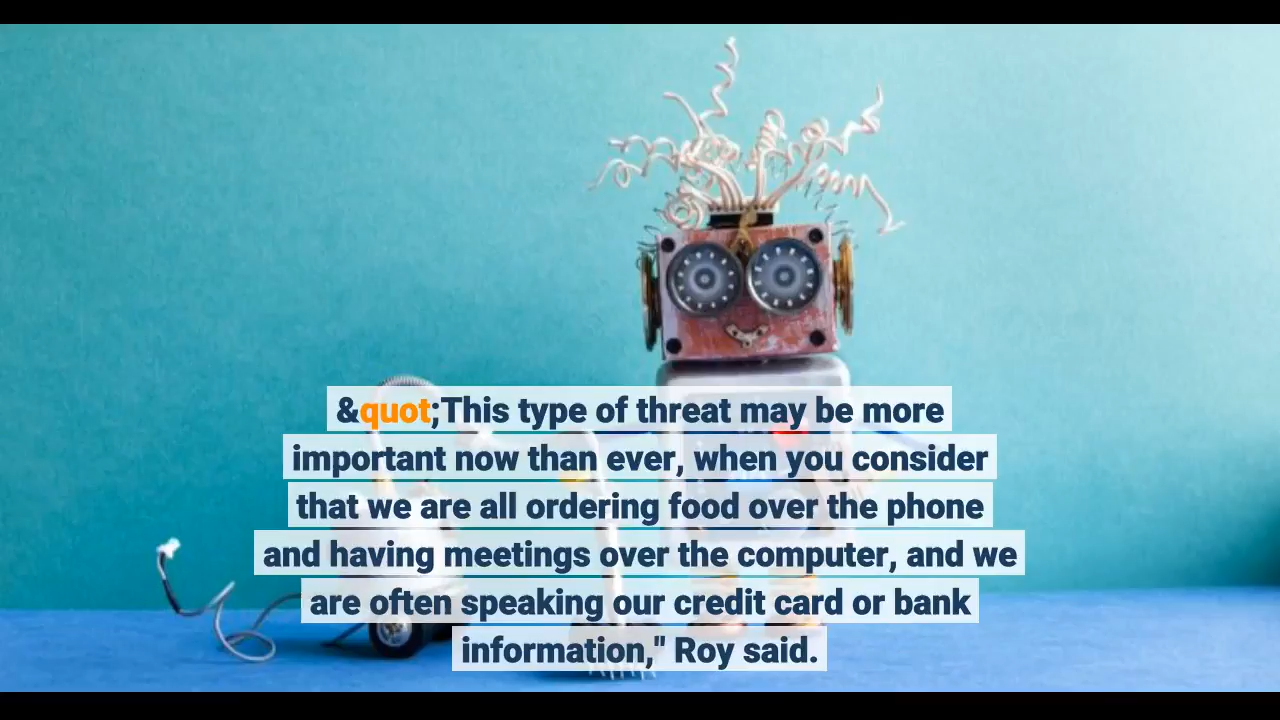 &quot;This type of threat may be more
important now than ever, when you consider
that we are all ordering food over the phone
and having meetings over the computer, and we
are often speaking our credit card or bank
information," Roy said.